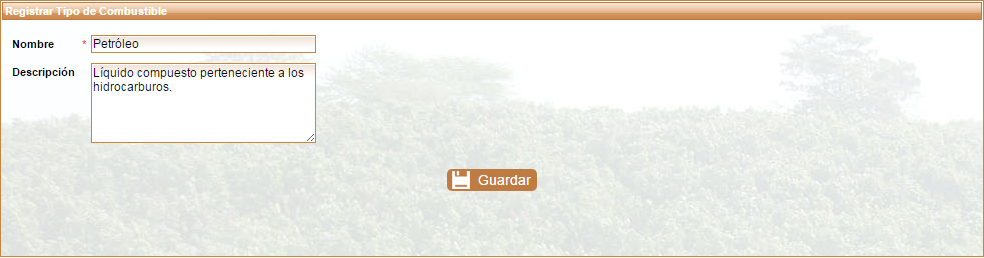 Registrar Tipo de Combustible
Nombre * Petróleo
Descripción Líquido compuesto perteneciente a los
hidrocarburos.
Guardar